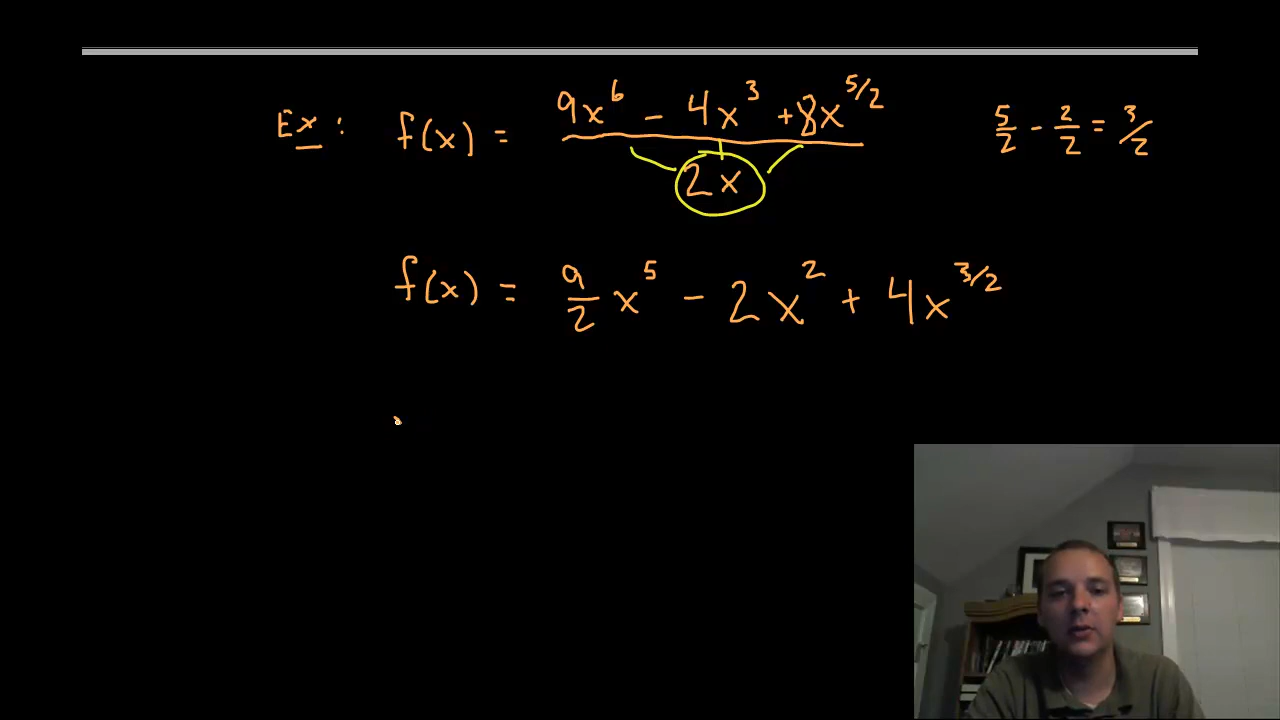 Ex: f(x) = (9x^6 - 4x^3 + 8x^(5/2)) / 2x    5/2 - 2/2 = 3/2
f(x) = 9/2 x^5 - 2x^2 + 4x^(3/2)